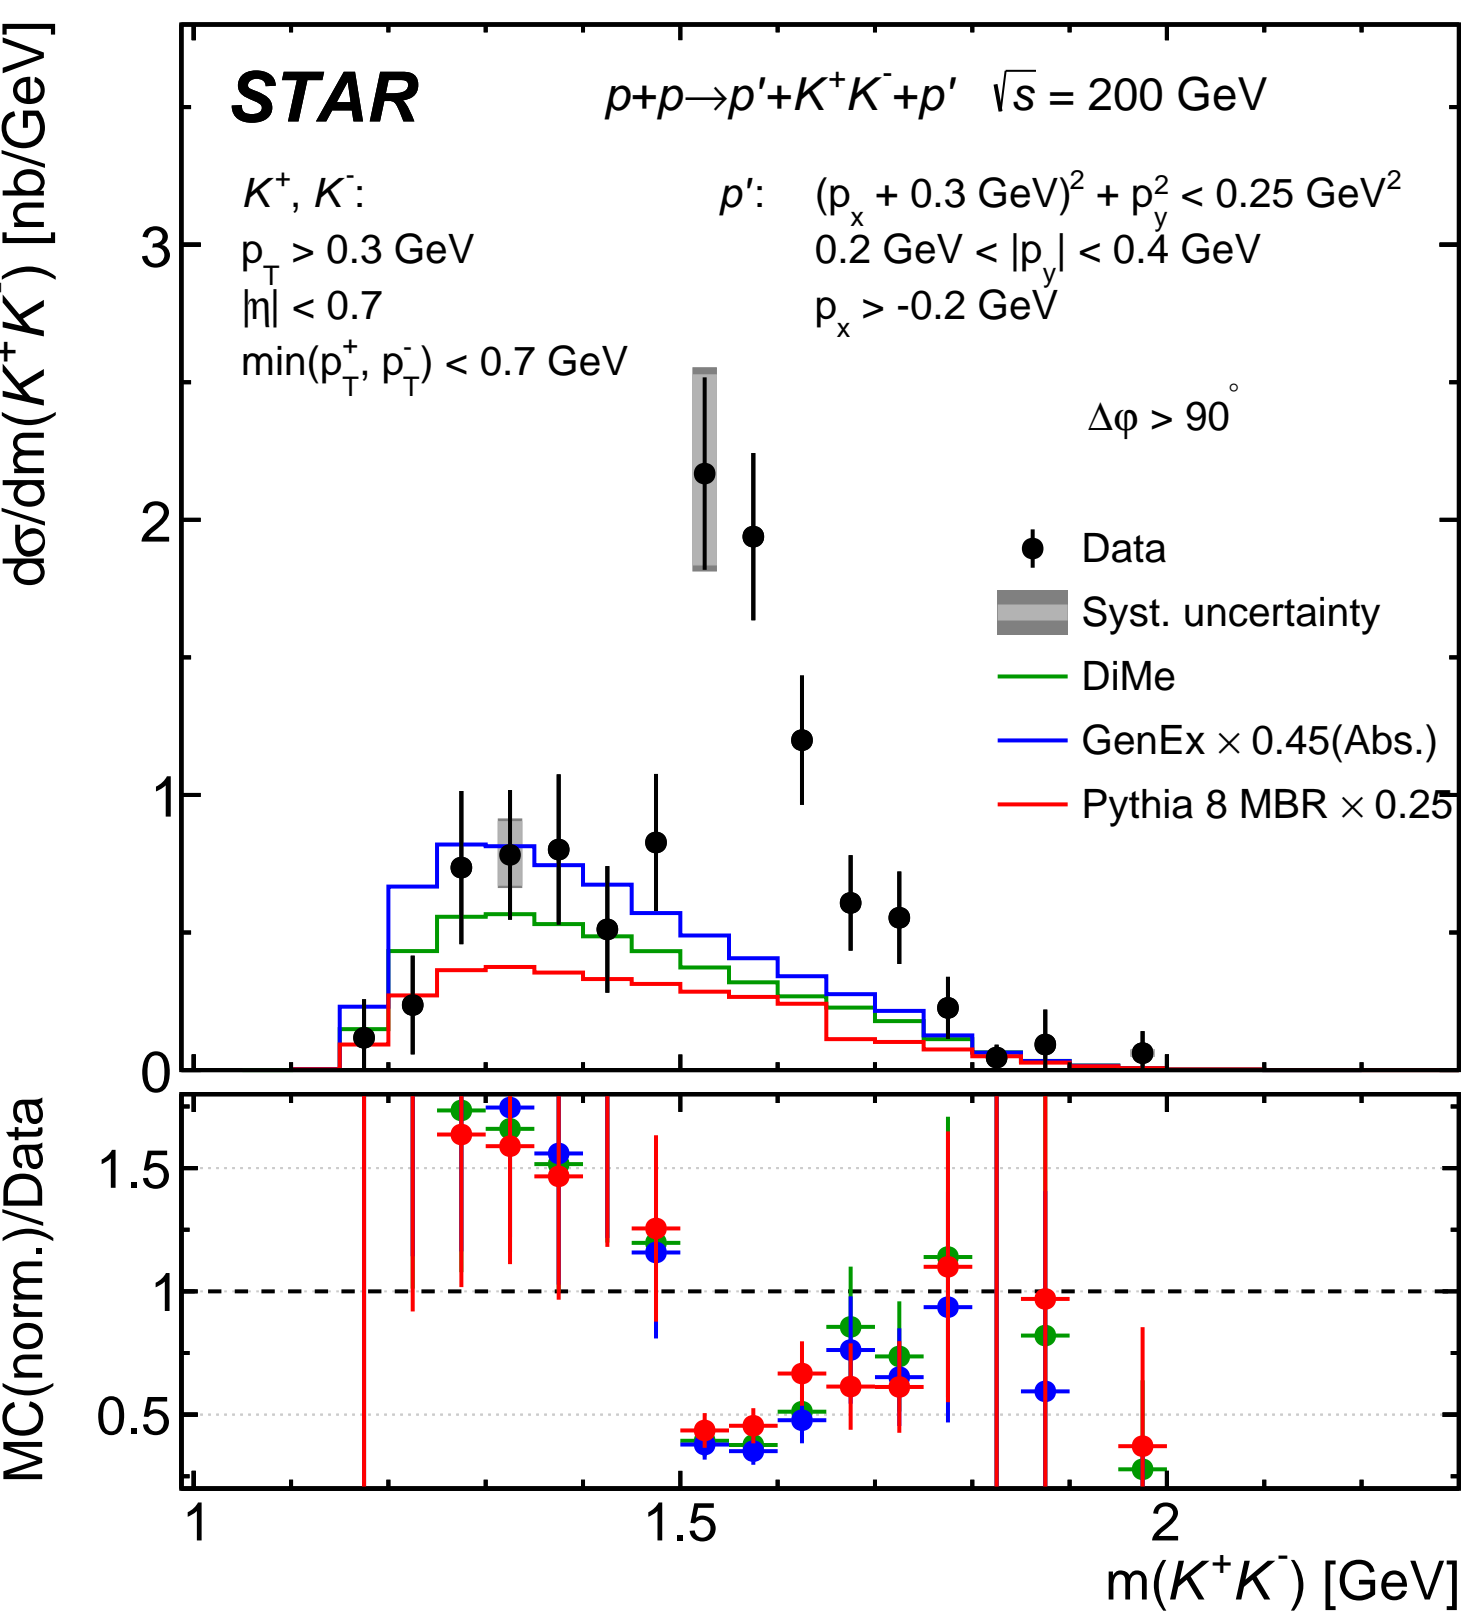 dσ/dm(K⁺K⁻) [nb/GeV]
STAR
p+p→p′+K⁺K⁻+p′ √s = 200 GeV
K⁺, K⁻:
p_T > 0.3 GeV
|η| < 0.7
min(p_T⁺, p_T⁻) < 0.7 GeV
p′: (p_x + 0.3 GeV)² + p_y² < 0.25 GeV²
0.2 GeV < |p_y| < 0.4 GeV
p_x > -0.2 GeV
Δφ > 90°
Data
Syst. uncertainty
DiMe
GenEx × 0.45(Abs.)
Pythia 8 MBR × 0.25
3
2
1
0
MC(norm.)/Data
1.5
1
0.5
1 1.5 2
m(K⁺K⁻) [GeV]